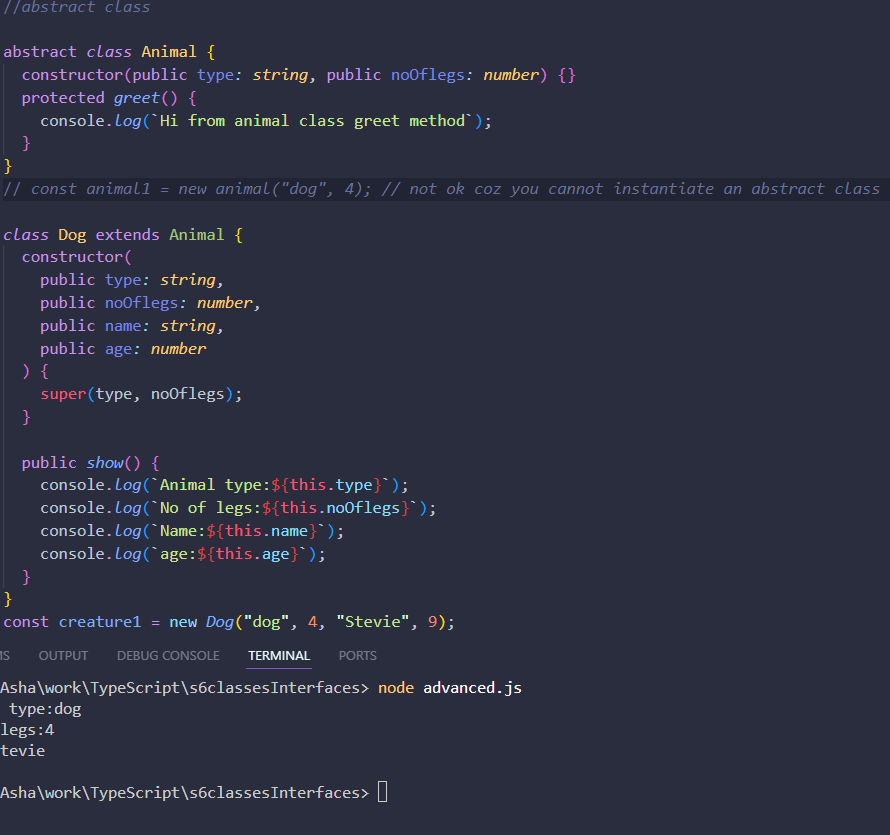 //abstract class
abstract class Animal {
constructor(public type: string, public noOflegs: number) {}
protected greet() {
console.log(`Hi from animal class greet method`);
}
}
// const animal1 = new animal("dog", 4); // not ok coz you cannot instantiate an abstract class
class Dog extends Animal {
constructor(
public type: string,
public noOflegs: number,
public name: string,
public age: number
) {
super(type, noOflegs);
}
public show() {
console.log(`Animal type:${this.type}`);
console.log(`No of legs:${this.noOflegs}`);
console.log(`Name:${this.name}`);
console.log(`age:${this.age}`);
}
}
const creature1 = new Dog("dog", 4, "Stevie", 9);
MS OUTPUT DEBUG CONSOLE TERMINAL PORTS
Asha\work\TypeScript\s6classesInterfaces> node advanced.js
type:dog
legs:4
tevie
Asha\work\TypeScript\s6classesInterfaces>